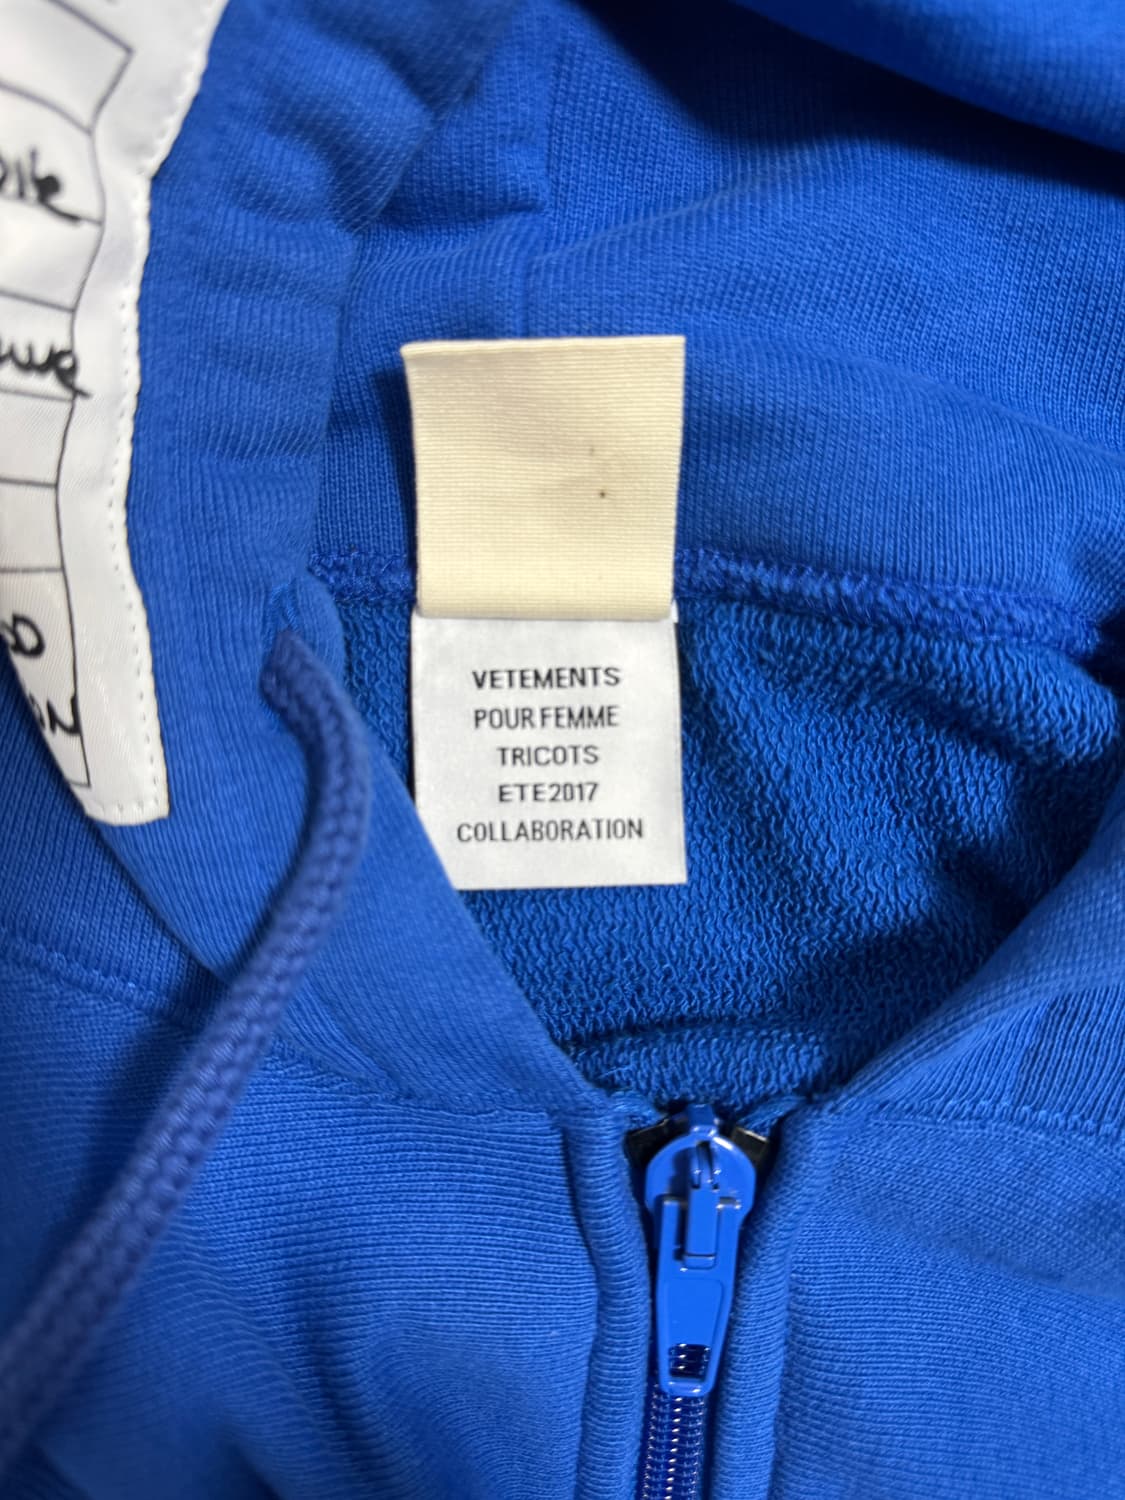 VETEMENTS
POUR FEMME
TRICOTS
ETE2017
COLLABORATION